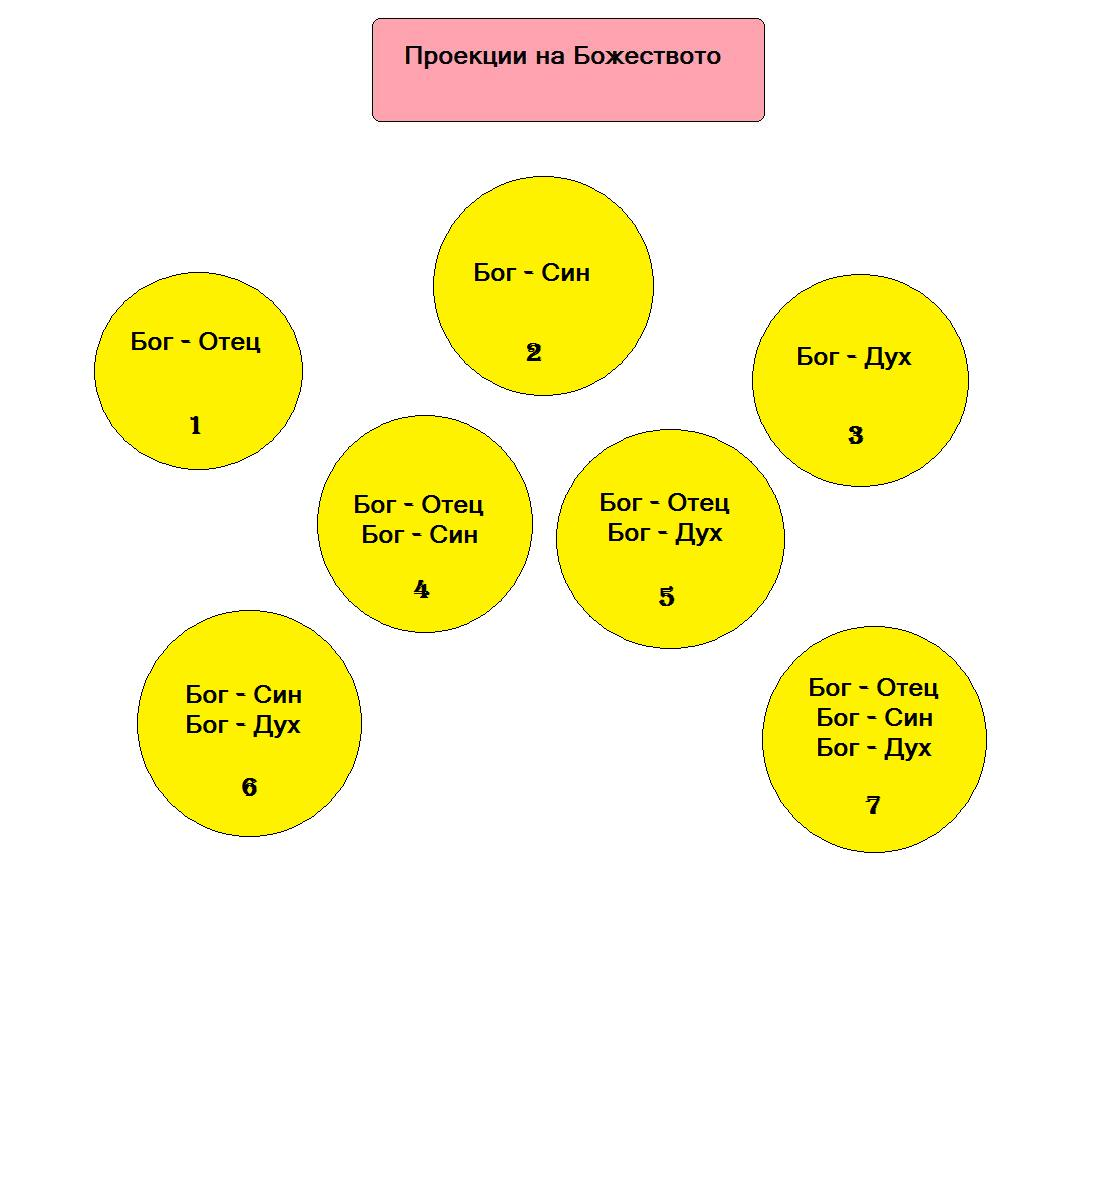 Проекции на Божеството
Бог - Син
2
Бог - Отец
1
Бог - Дух
3
Бог - Отец
Бог - Син
4
Бог - Отец
Бог - Дух
5
Бог - Син
Бог - Дух
6
Бог - Отец
Бог - Син
Бог - Дух
7